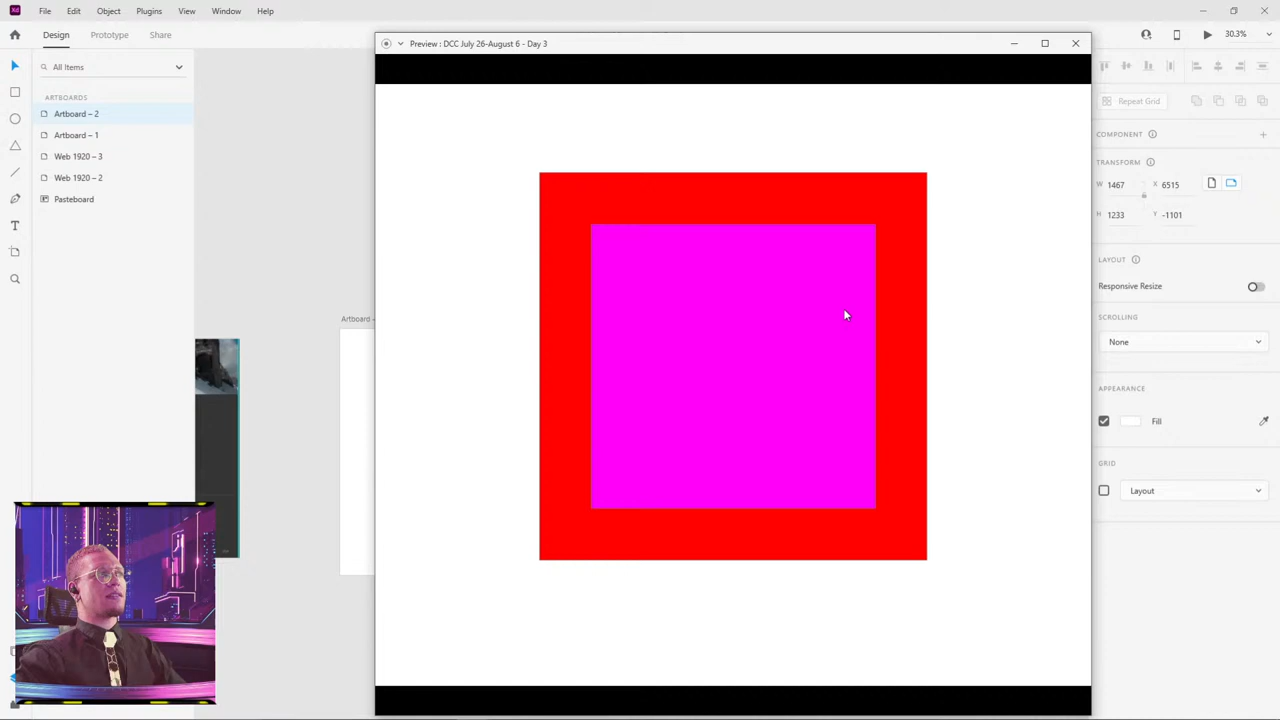 Xd File Edit Object Plugins View Window Help
Design Prototype Share
30.3%
All Items
ARTBOARDS
Artboard – 2
Artboard – 1
Web 1920 – 3
Web 1920 – 2
Pasteboard
Artboard –
Preview : DCC July 26-August 6 - Day 3
Repeat Grid
COMPONENT
TRANSFORM
W 1467 X 6515
H 1233 Y -1101
LAYOUT
Responsive Resize
SCROLLING
None
APPEARANCE
Fill
GRID
Layout